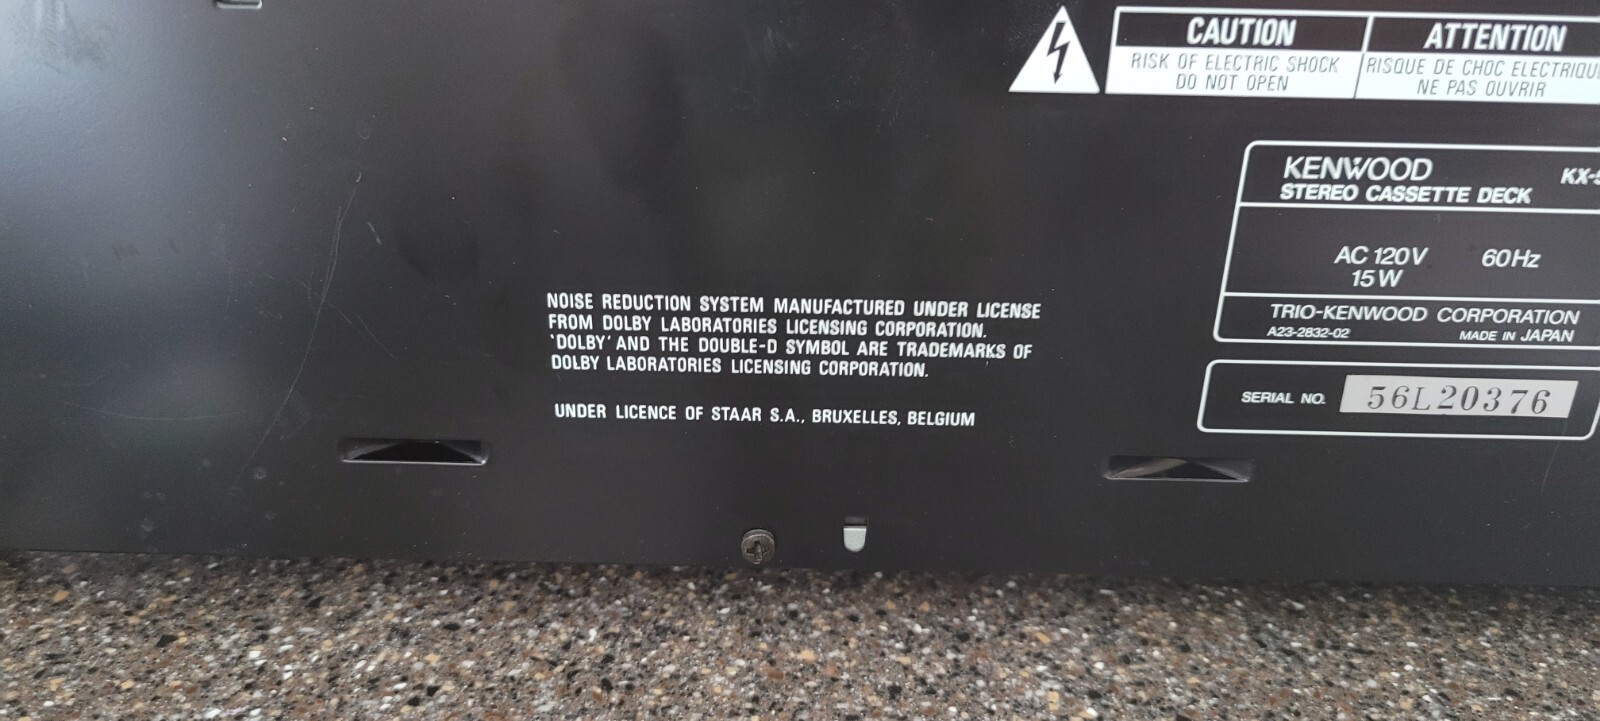 CAUTION
RISK OF ELECTRIC SHOCK
DO NOT OPEN
ATTENTION
RISQUE DE CHOC ELECTRIQU
NE PAS OUVRIR
KENWOOD KX-5
STEREO CASSETTE DECK
AC 120V 60Hz
15W
TRIO-KENWOOD CORPORATION
A23-2832-02 MADE IN JAPAN
SERIAL NO. 56L20376
NOISE REDUCTION SYSTEM MANUFACTURED UNDER LICENSE
FROM DOLBY LABORATORIES LICENSING CORPORATION.
'DOLBY' AND THE DOUBLE-D SYMBOL ARE TRADEMARKS OF
DOLBY LABORATORIES LICENSING CORPORATION.
UNDER LICENCE OF STAAR S.A., BRUXELLES, BELGIUM